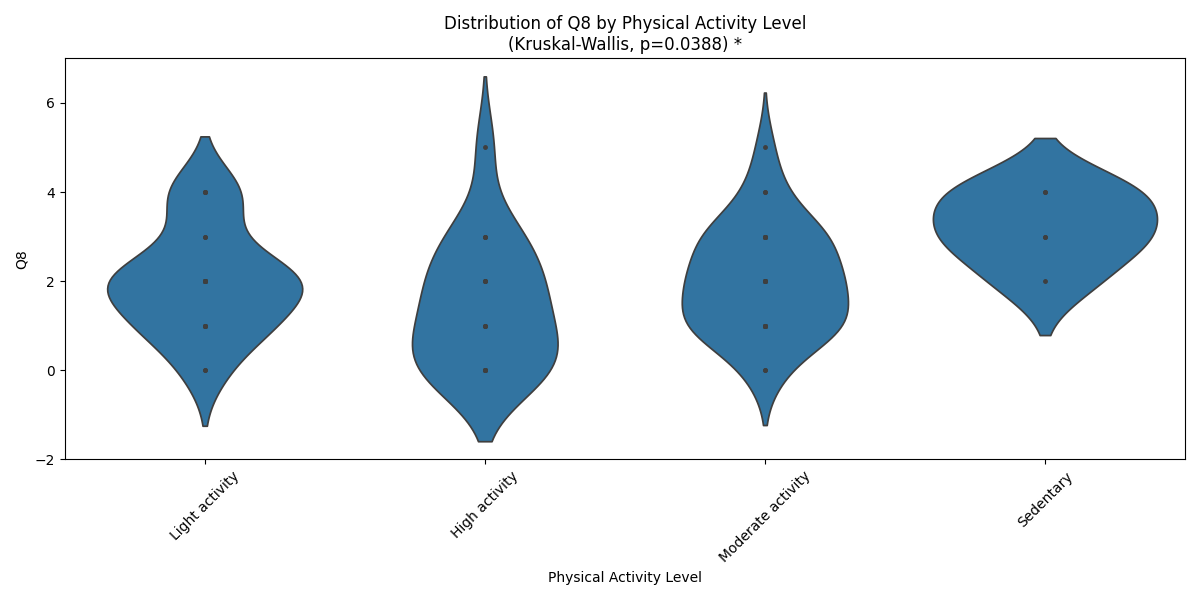 Distribution of Q8 by Physical Activity Level
(Kruskal-Wallis, p=0.0388) *
Q8
6
4
2
0
−2
Light activity
High activity
Moderate activity
Sedentary
Physical Activity Level